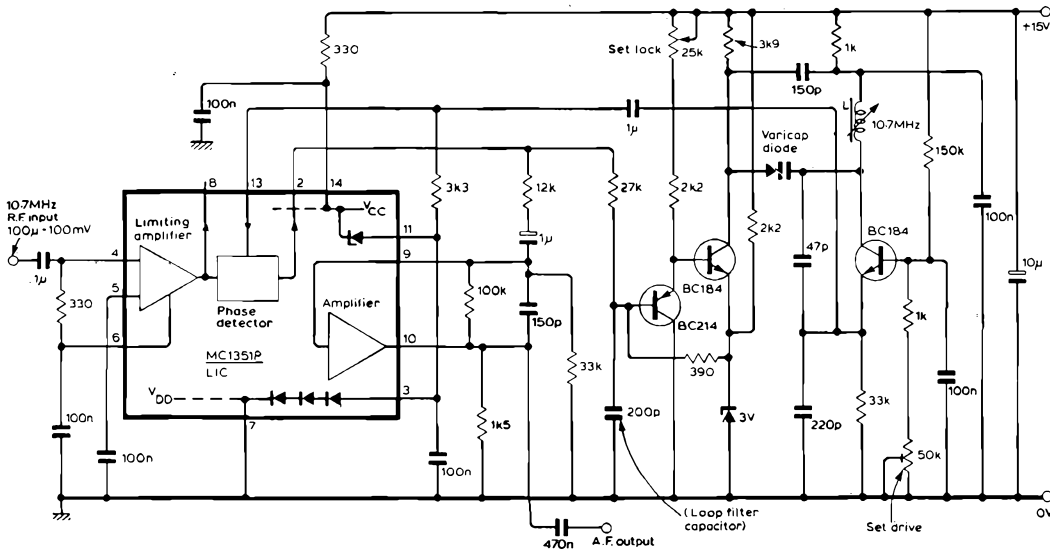 +15V
330
Set lock
25k
3k9
1k
150p
100n
1μ
L
10·7MHz
Varicap
diode
150k
8
13
2
14
3k3
12k
27k
2k2
2k2
100n
10μ
10·7MHz
R.F. input
100μ-100mV
Limiting
amplifier
VCC
11
1μ
BC184
47p
BC184
·1μ
4
9
5
330
Phase
detector
Amplifier
100k
150p
BC214
1k
6
10
390
MC1351P
LIC
33k
100n
VDD
3
200p
3V
220p
33k
7
1k5
50k
100n
100n
100n
(Loop filter
capacitor)
Set drive
0V
470n
A.F. output